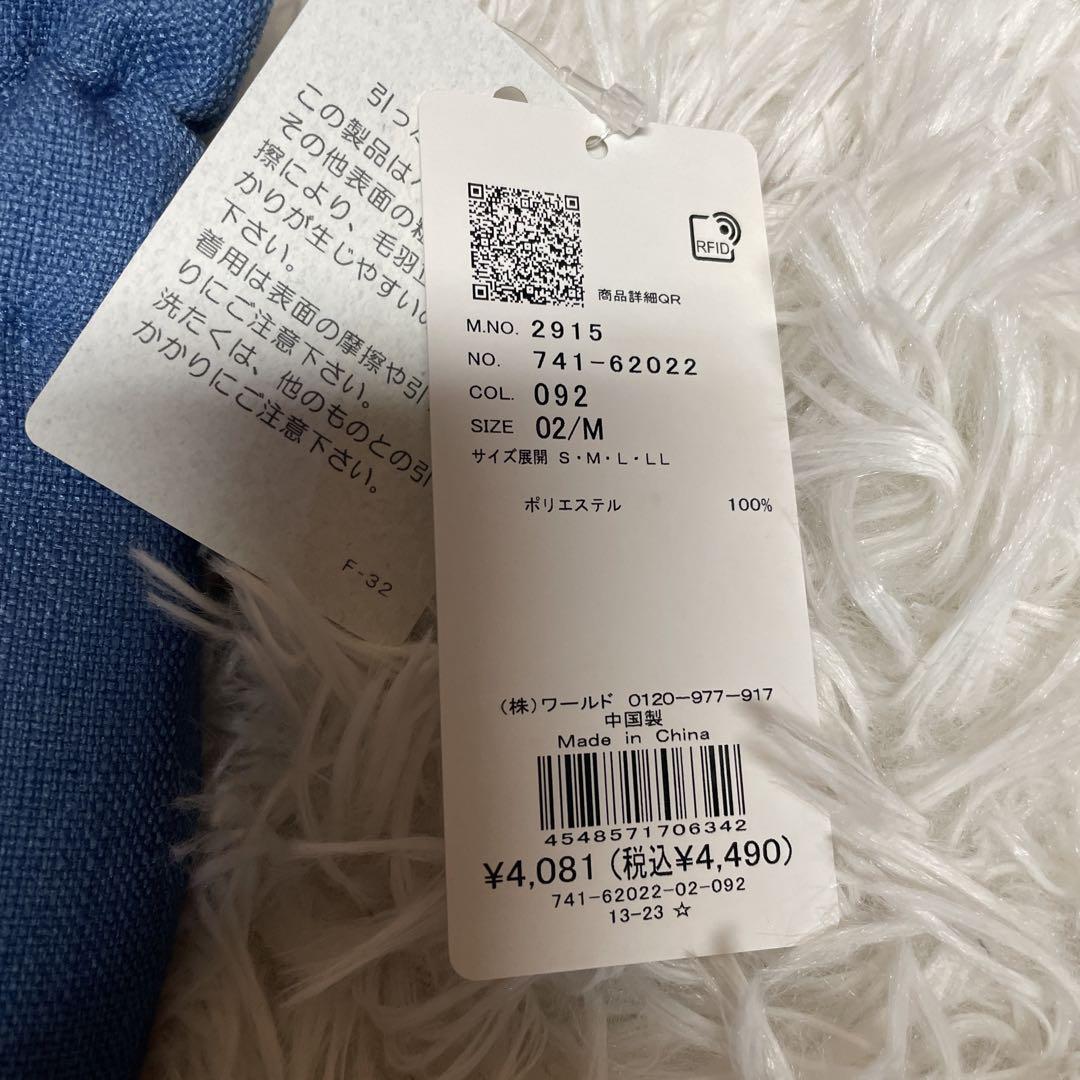 引っ
この製品は
その他表面の
擦により、毛羽
かりが生じやすい
下さい。
着用は表面の摩擦や引
りにご注意下さい。
洗たくは、他のものとの引
かかりにご注意下さい。
F-32
RFID
商品詳細QR
M.NO. 2915
NO. 741-62022
COL. 092
SIZE 02/M
サイズ展開 S・M・L・LL
ポリエステル 100%
(株)ワールド 0120-977-917
中国製
Made in China
4548571706342
¥4,081(税込¥4,490)
741-62022-02-092
13-23 ☆